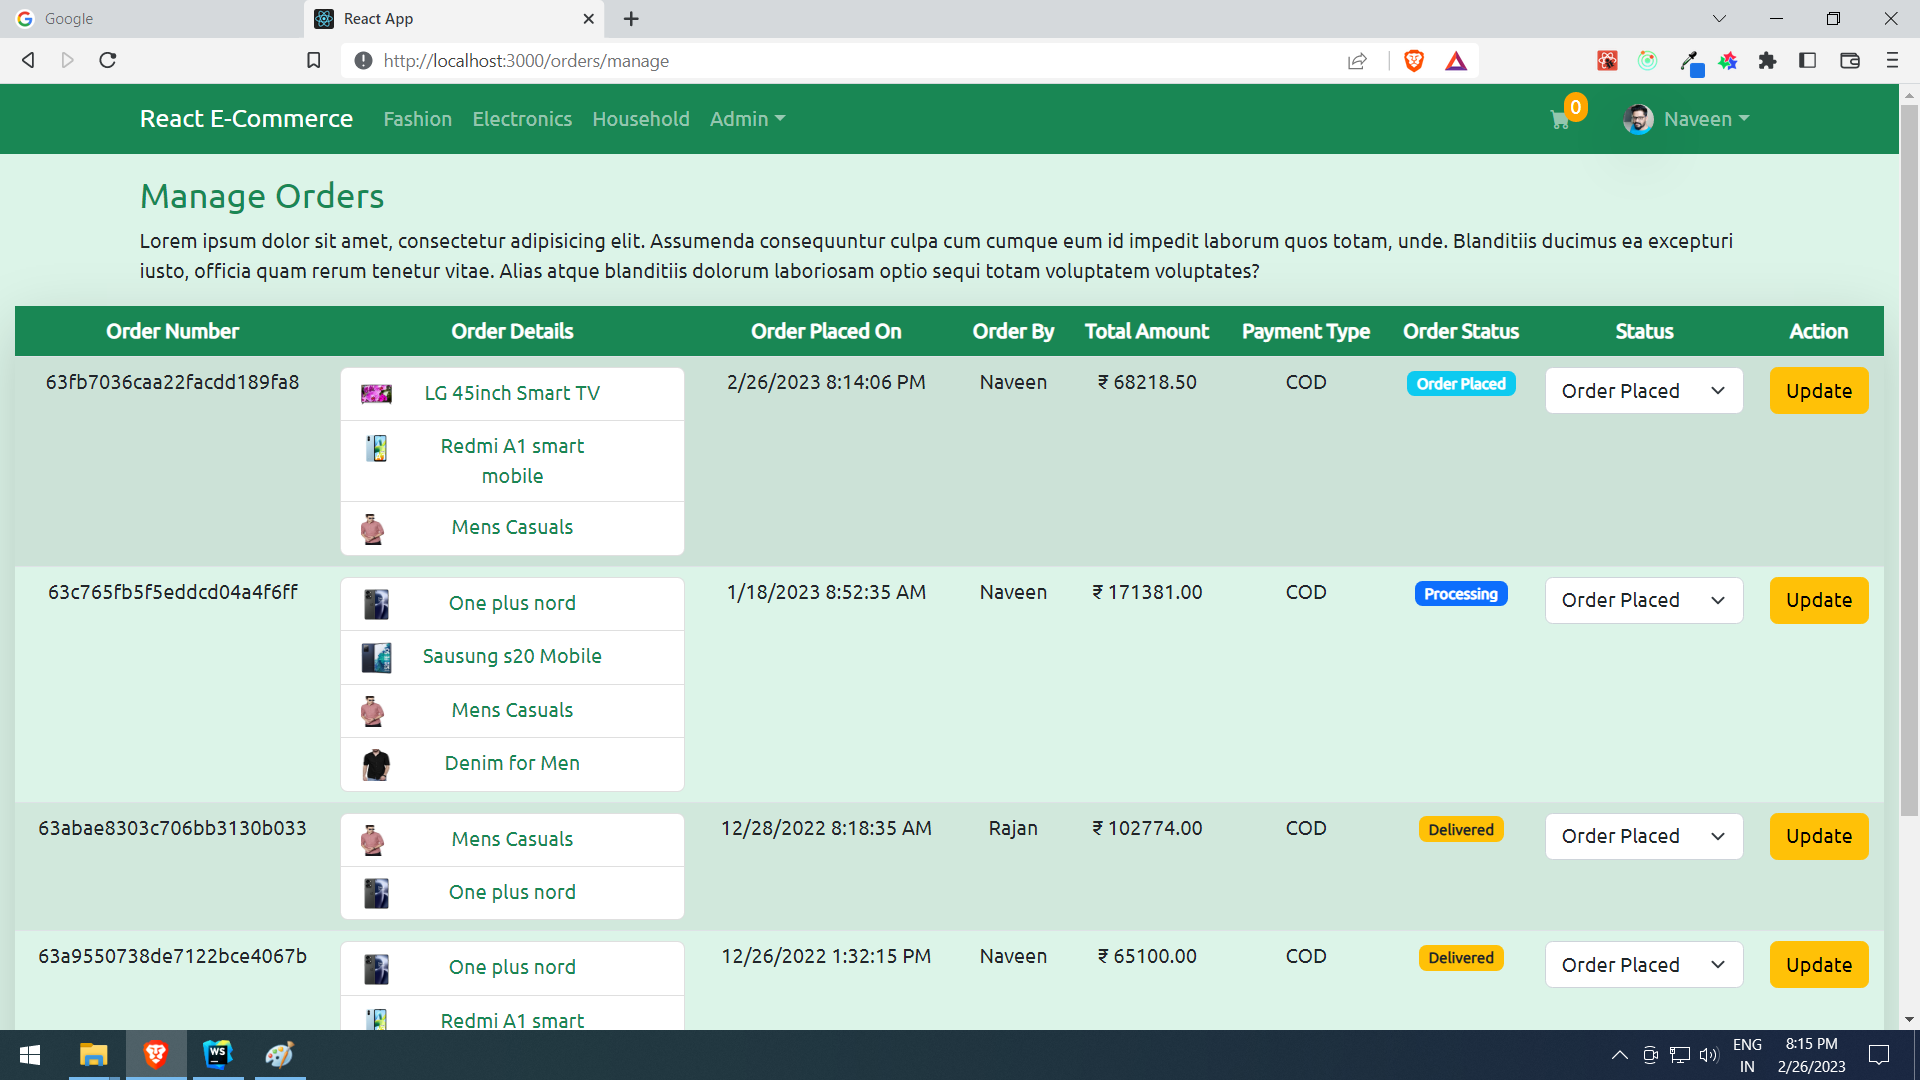 Google
React App
http://localhost:3000/orders/manage
React E-Commerce Fashion Electronics Household Admin 0 Naveen
Manage Orders
Lorem ipsum dolor sit amet, consectetur adipisicing elit. Assumenda consequuntur culpa cum cumque eum id impedit laborum quos totam, unde. Blanditiis ducimus ea excepturi
iusto, officia quam rerum tenetur vitae. Alias atque blanditiis dolorum laboriosam optio sequi totam voluptatem voluptates?
Order Number Order Details Order Placed On Order By Total Amount Payment Type Order Status Status Action
63fb7036caa22facdd189fa8 LG 45inch Smart TV 2/26/2023 8:14:06 PM Naveen ₹ 68218.50 COD Order Placed Order Placed Update
Redmi A1 smart
mobile
Mens Casuals
63c765fb5f5eddcd04a4f6ff One plus nord 1/18/2023 8:52:35 AM Naveen ₹ 171381.00 COD Processing Order Placed Update
Sausung s20 Mobile
Mens Casuals
Denim for Men
63abae8303c706bb3130b033 Mens Casuals 12/28/2022 8:18:35 AM Rajan ₹ 102774.00 COD Delivered Order Placed Update
One plus nord
63a9550738de7122bce4067b One plus nord 12/26/2022 1:32:15 PM Naveen ₹ 65100.00 COD Delivered Order Placed Update
Redmi A1 smart
WS
ENG
IN
8:15 PM
2/26/2023